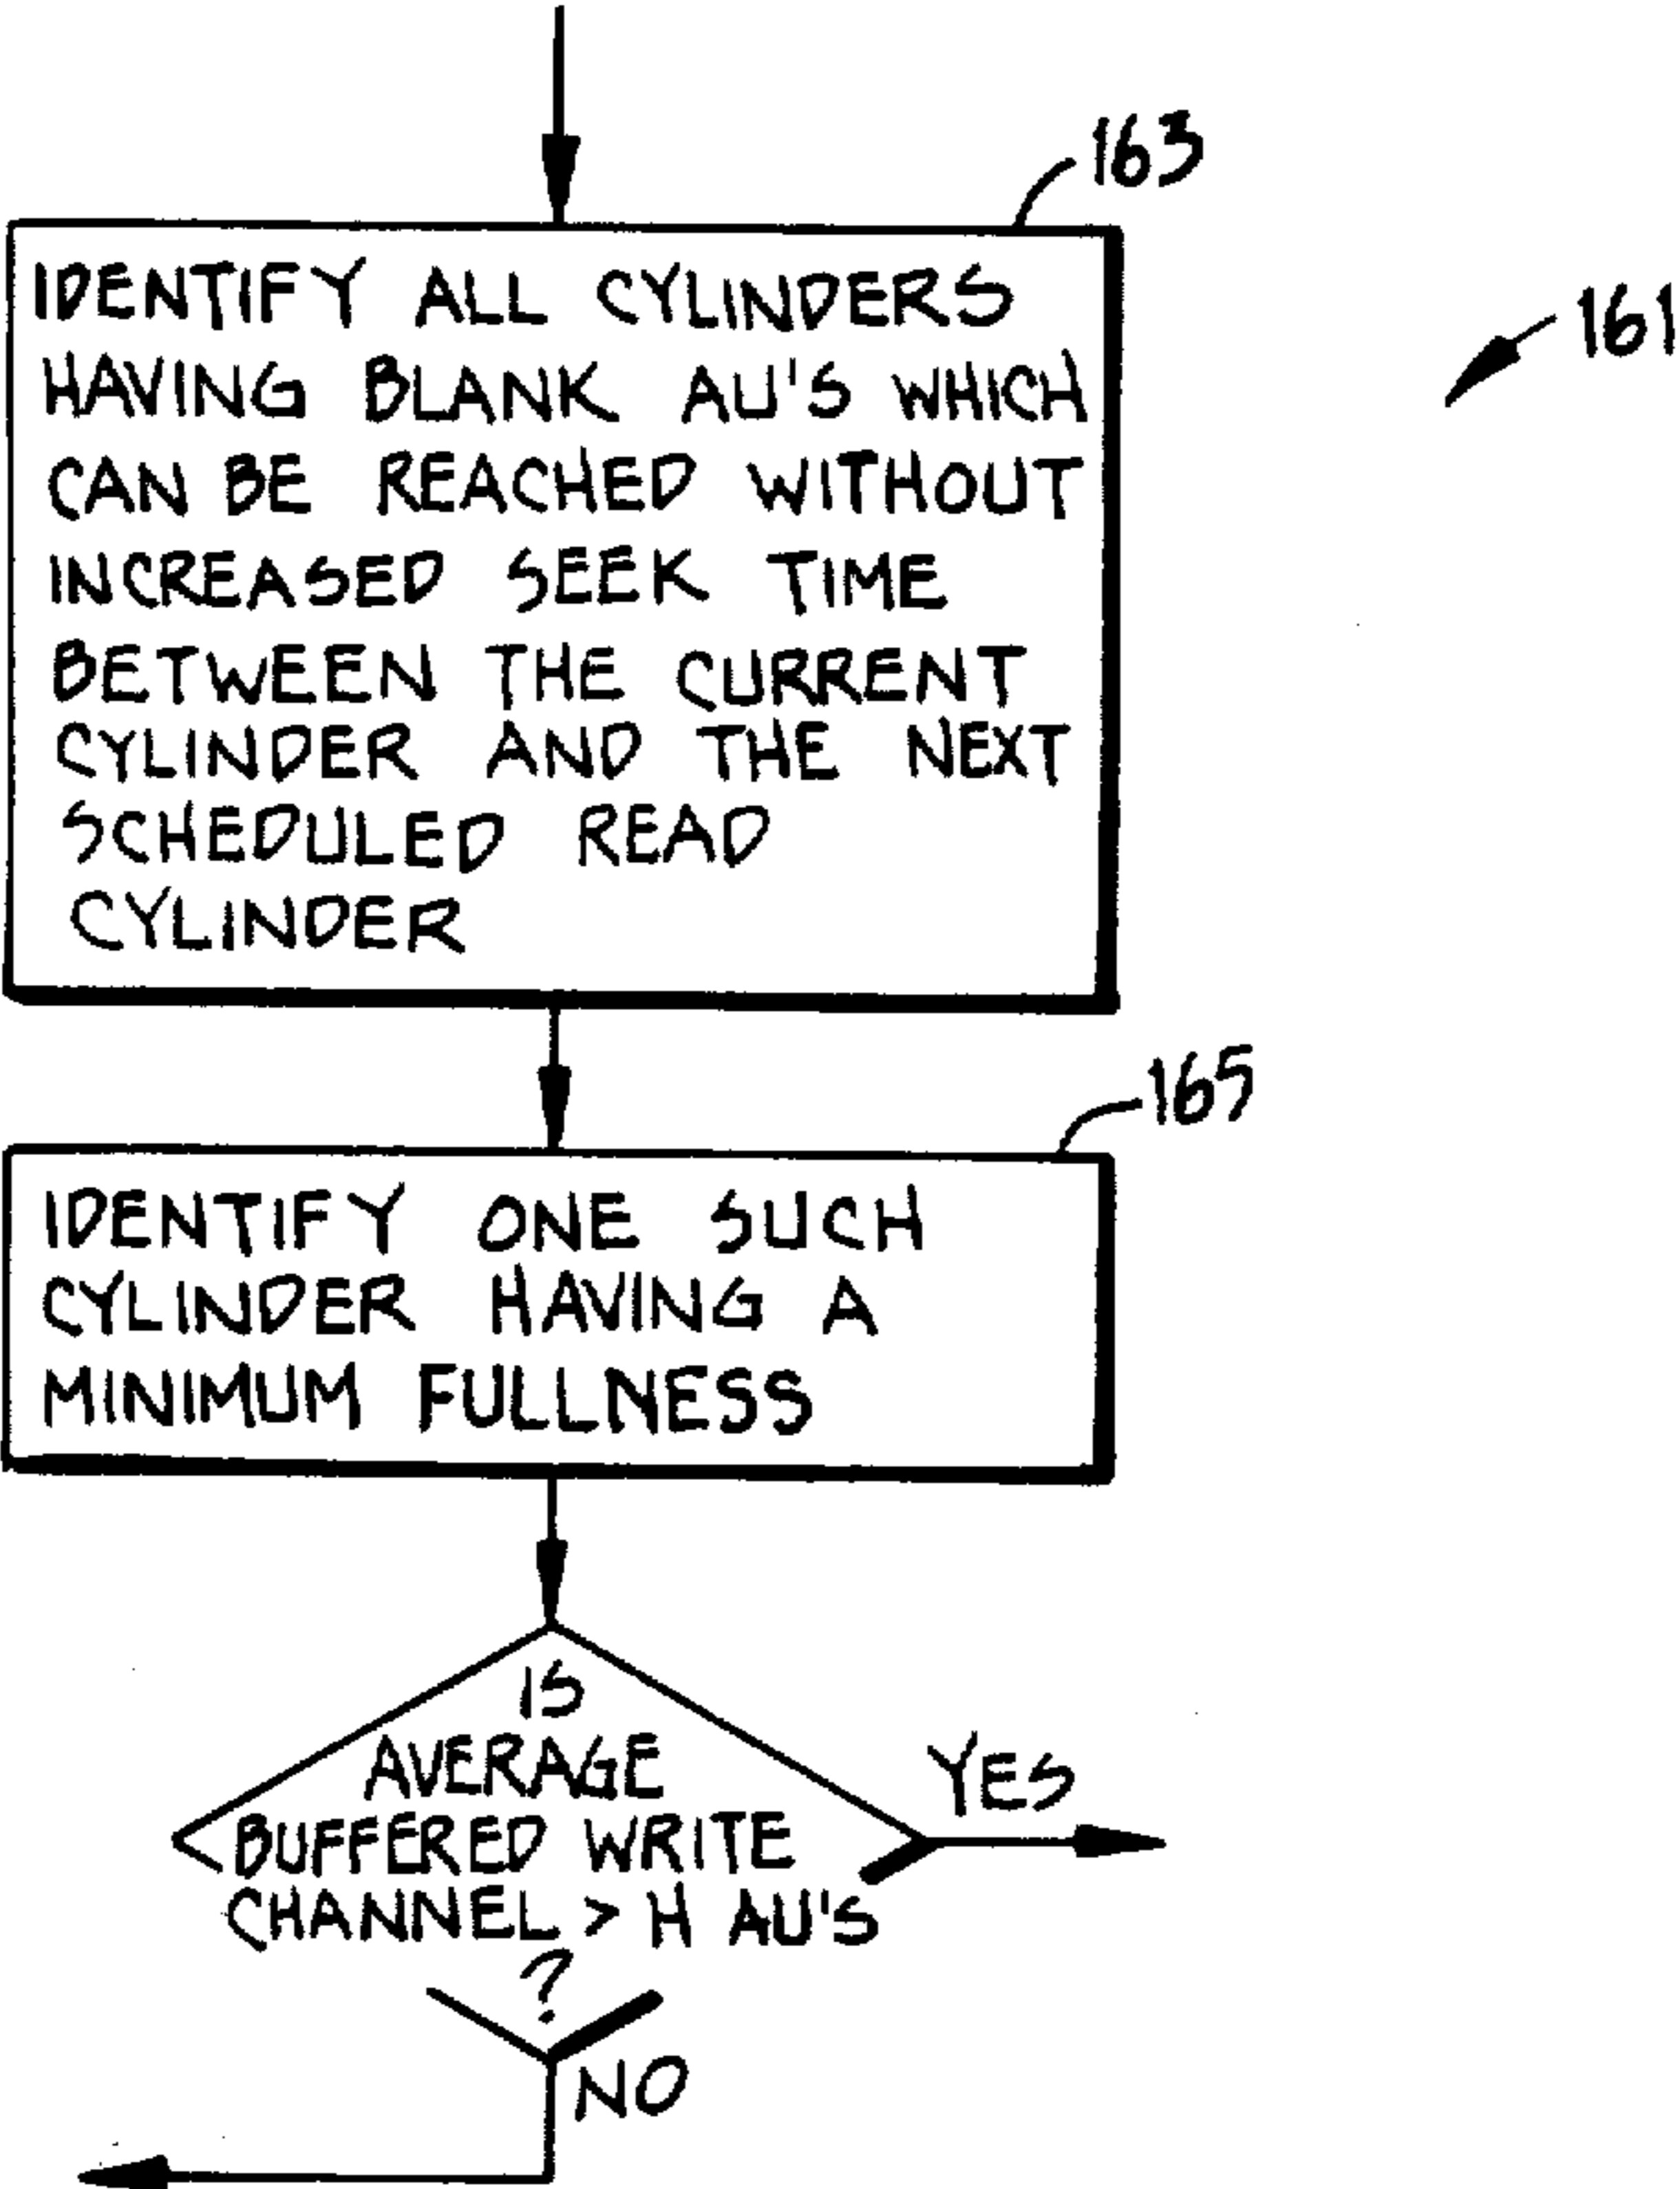 163
IDENTIFY ALL CYLINDERS
HAVING BLANK AU'S WHICH
CAN BE REACHED WITHOUT
INCREASED SEEK TIME
BETWEEN THE CURRENT
CYLINDER AND THE NEXT
SCHEDULED READ
CYLINDER
161
165
IDENTIFY ONE SUCH
CYLINDER HAVING A
MINIMUM FULLNESS
IS
AVERAGE
BUFFERED WRITE
CHANNEL > H AU'S
?
YES
NO